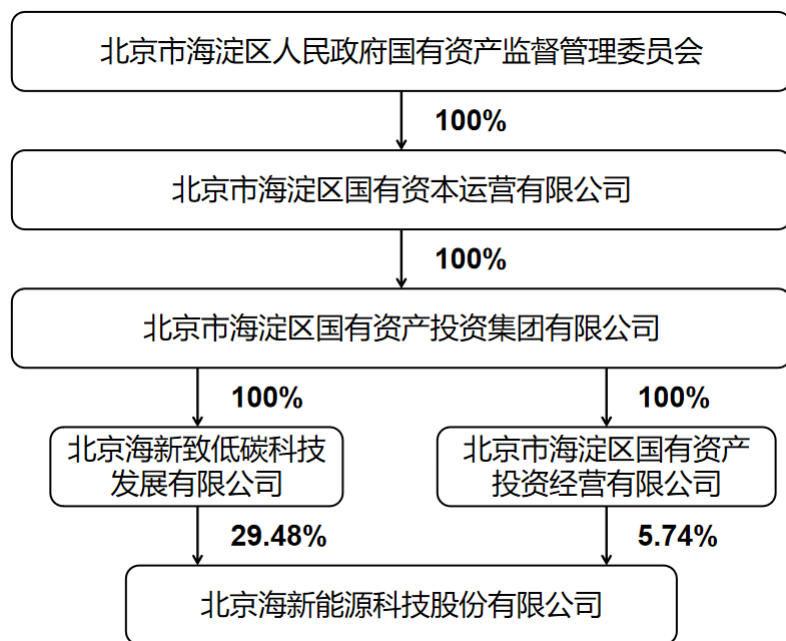 北京市海淀区人民政府国有资产监督管理委员会
100%
北京市海淀区国有资本运营有限公司
100%
北京市海淀区国有资产投资集团有限公司
100%
100%
北京海新致低碳科技
发展有限公司
北京市海淀区国有资产
投资经营有限公司
29.48%
5.74%
北京海新能源科技股份有限公司